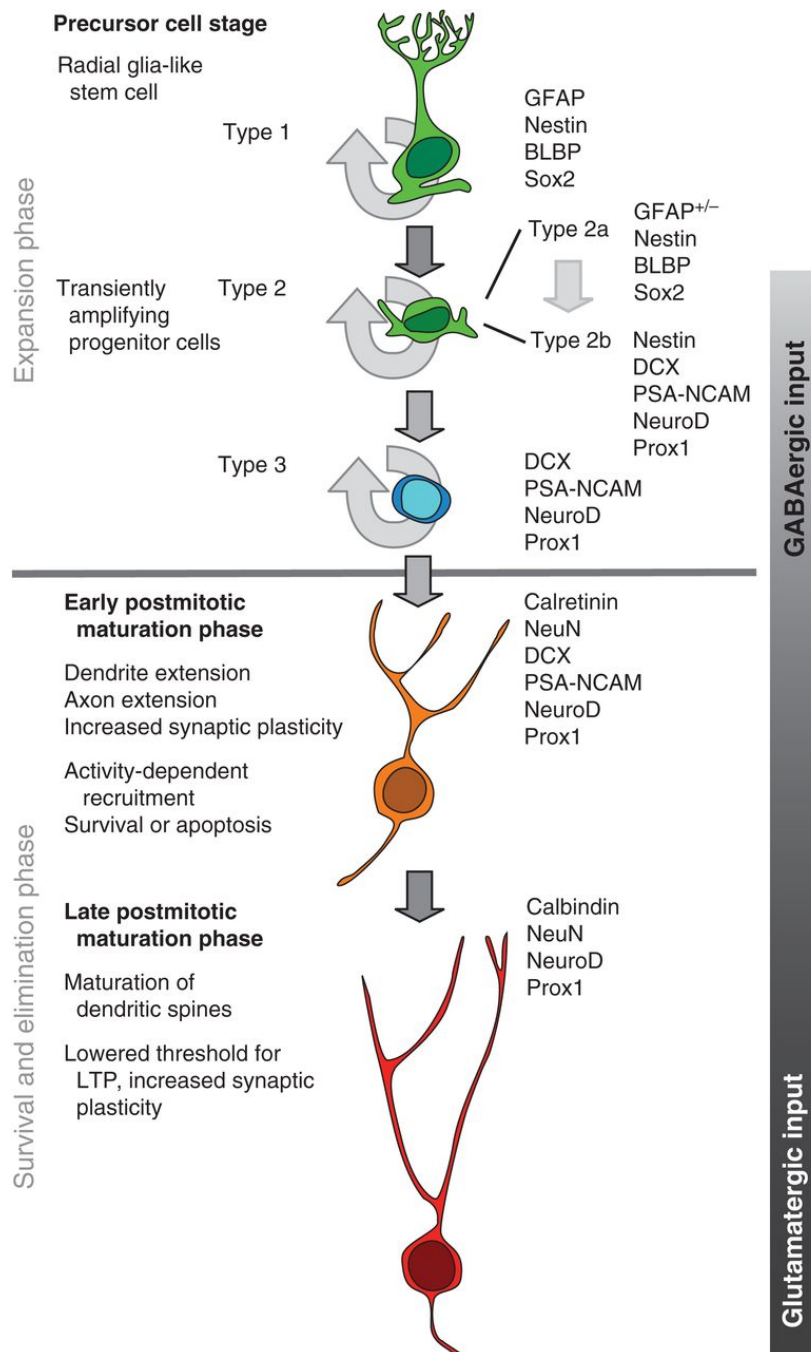 Precursor cell stage
Radial glia-like
stem cell
Type 1
GFAP
Nestin
BLBP
Sox2
Expansion phase
Transiently
amplifying
progenitor cells
Type 2
Type 2a
GFAP+/–
Nestin
BLBP
Sox2
Type 2b
Nestin
DCX
PSA-NCAM
NeuroD
Prox1
Type 3
DCX
PSA-NCAM
NeuroD
Prox1
GABAergic input
Early postmitotic
maturation phase
Dendrite extension
Axon extension
Increased synaptic plasticity
Activity-dependent
recruitment
Survival or apoptosis
Calretinin
NeuN
DCX
PSA-NCAM
NeuroD
Prox1
Survival and elimination phase
Late postmitotic
maturation phase
Maturation of
dendritic spines
Lowered threshold for
LTP, increased synaptic
plasticity
Calbindin
NeuN
NeuroD
Prox1
Glutamatergic input